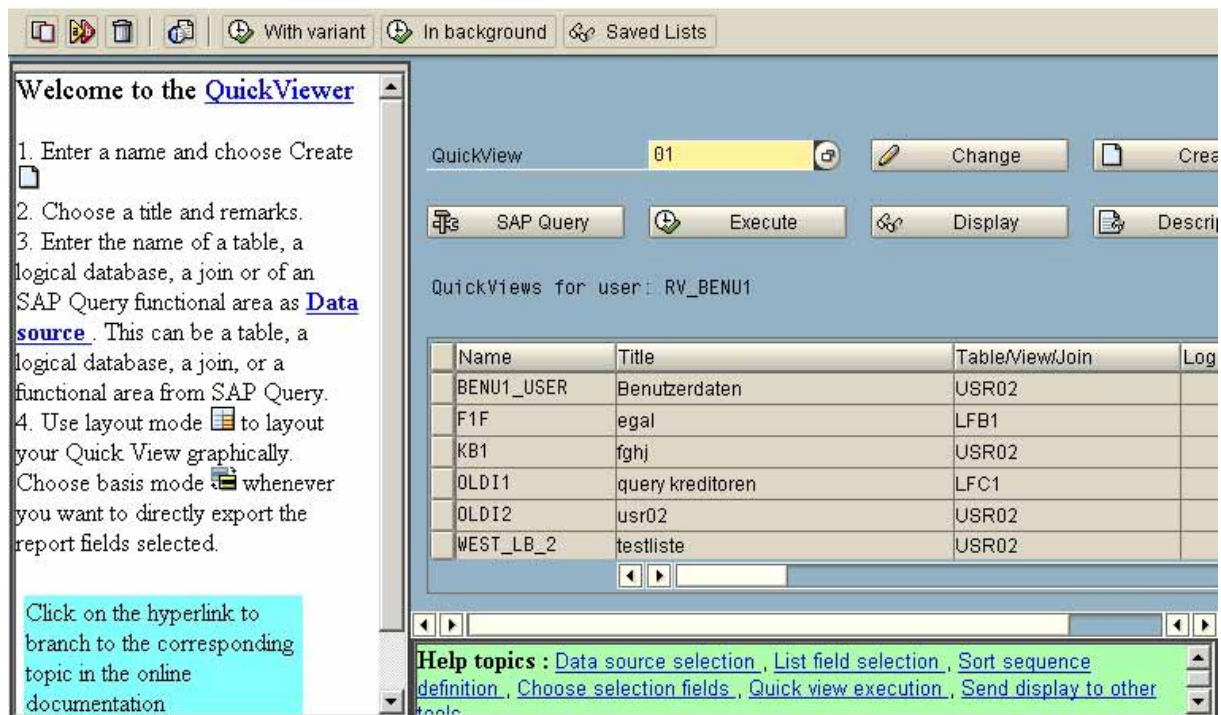 With variant In background Saved Lists
Welcome to the QuickViewer
1. Enter a name and choose Create
2. Choose a title and remarks.
3. Enter the name of a table, a
logical database, a join or of an
SAP Query functional area as Data
source . This can be a table, a
logical database, a join, or a
functional area from SAP Query.
4. Use layout mode to layout
your Quick View graphically.
Choose basis mode whenever
you want to directly export the
report fields selected.
Click on the hyperlink to
branch to the corresponding
topic in the online
documentation
QuickView 01 Change Crea
SAP Query Execute Display Descrip
QuickViews for user: RV_BENU1
Name Title Table/View/Join Log
BENU1_USER Benutzerdaten USR02
F1F egal LFB1
KB1 fghj USR02
OLDI1 query kreditoren LFC1
OLDI2 usr02 USR02
WEST_LB_2 testliste USR02
Help topics : Data source selection , List field selection , Sort sequence
definition , Choose selection fields , Quick view execution , Send display to other
tools